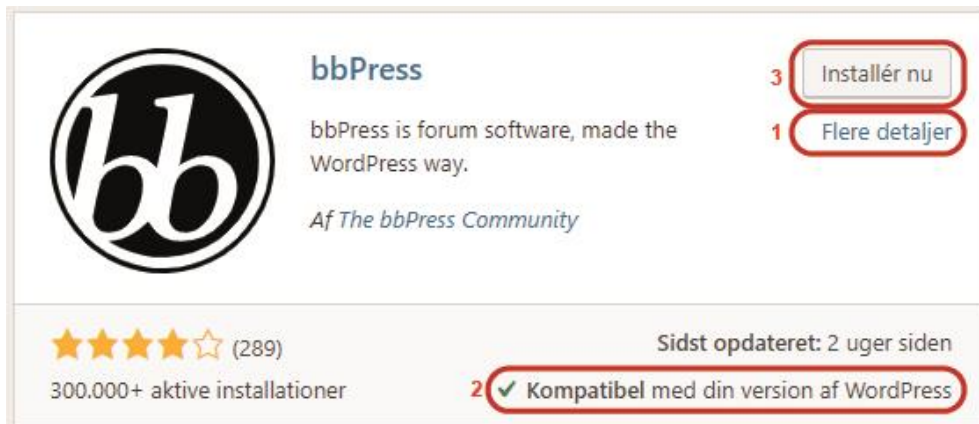 bb
bbPress
3 Installér nu
bbPress is forum software, made the
1 Flere detaljer
WordPress way.
Af The bbPress Community
(289)
Sidst opdateret: 2 uger siden
300.000+ aktive installationer
2 ✔ Kompatibel med din version af WordPress